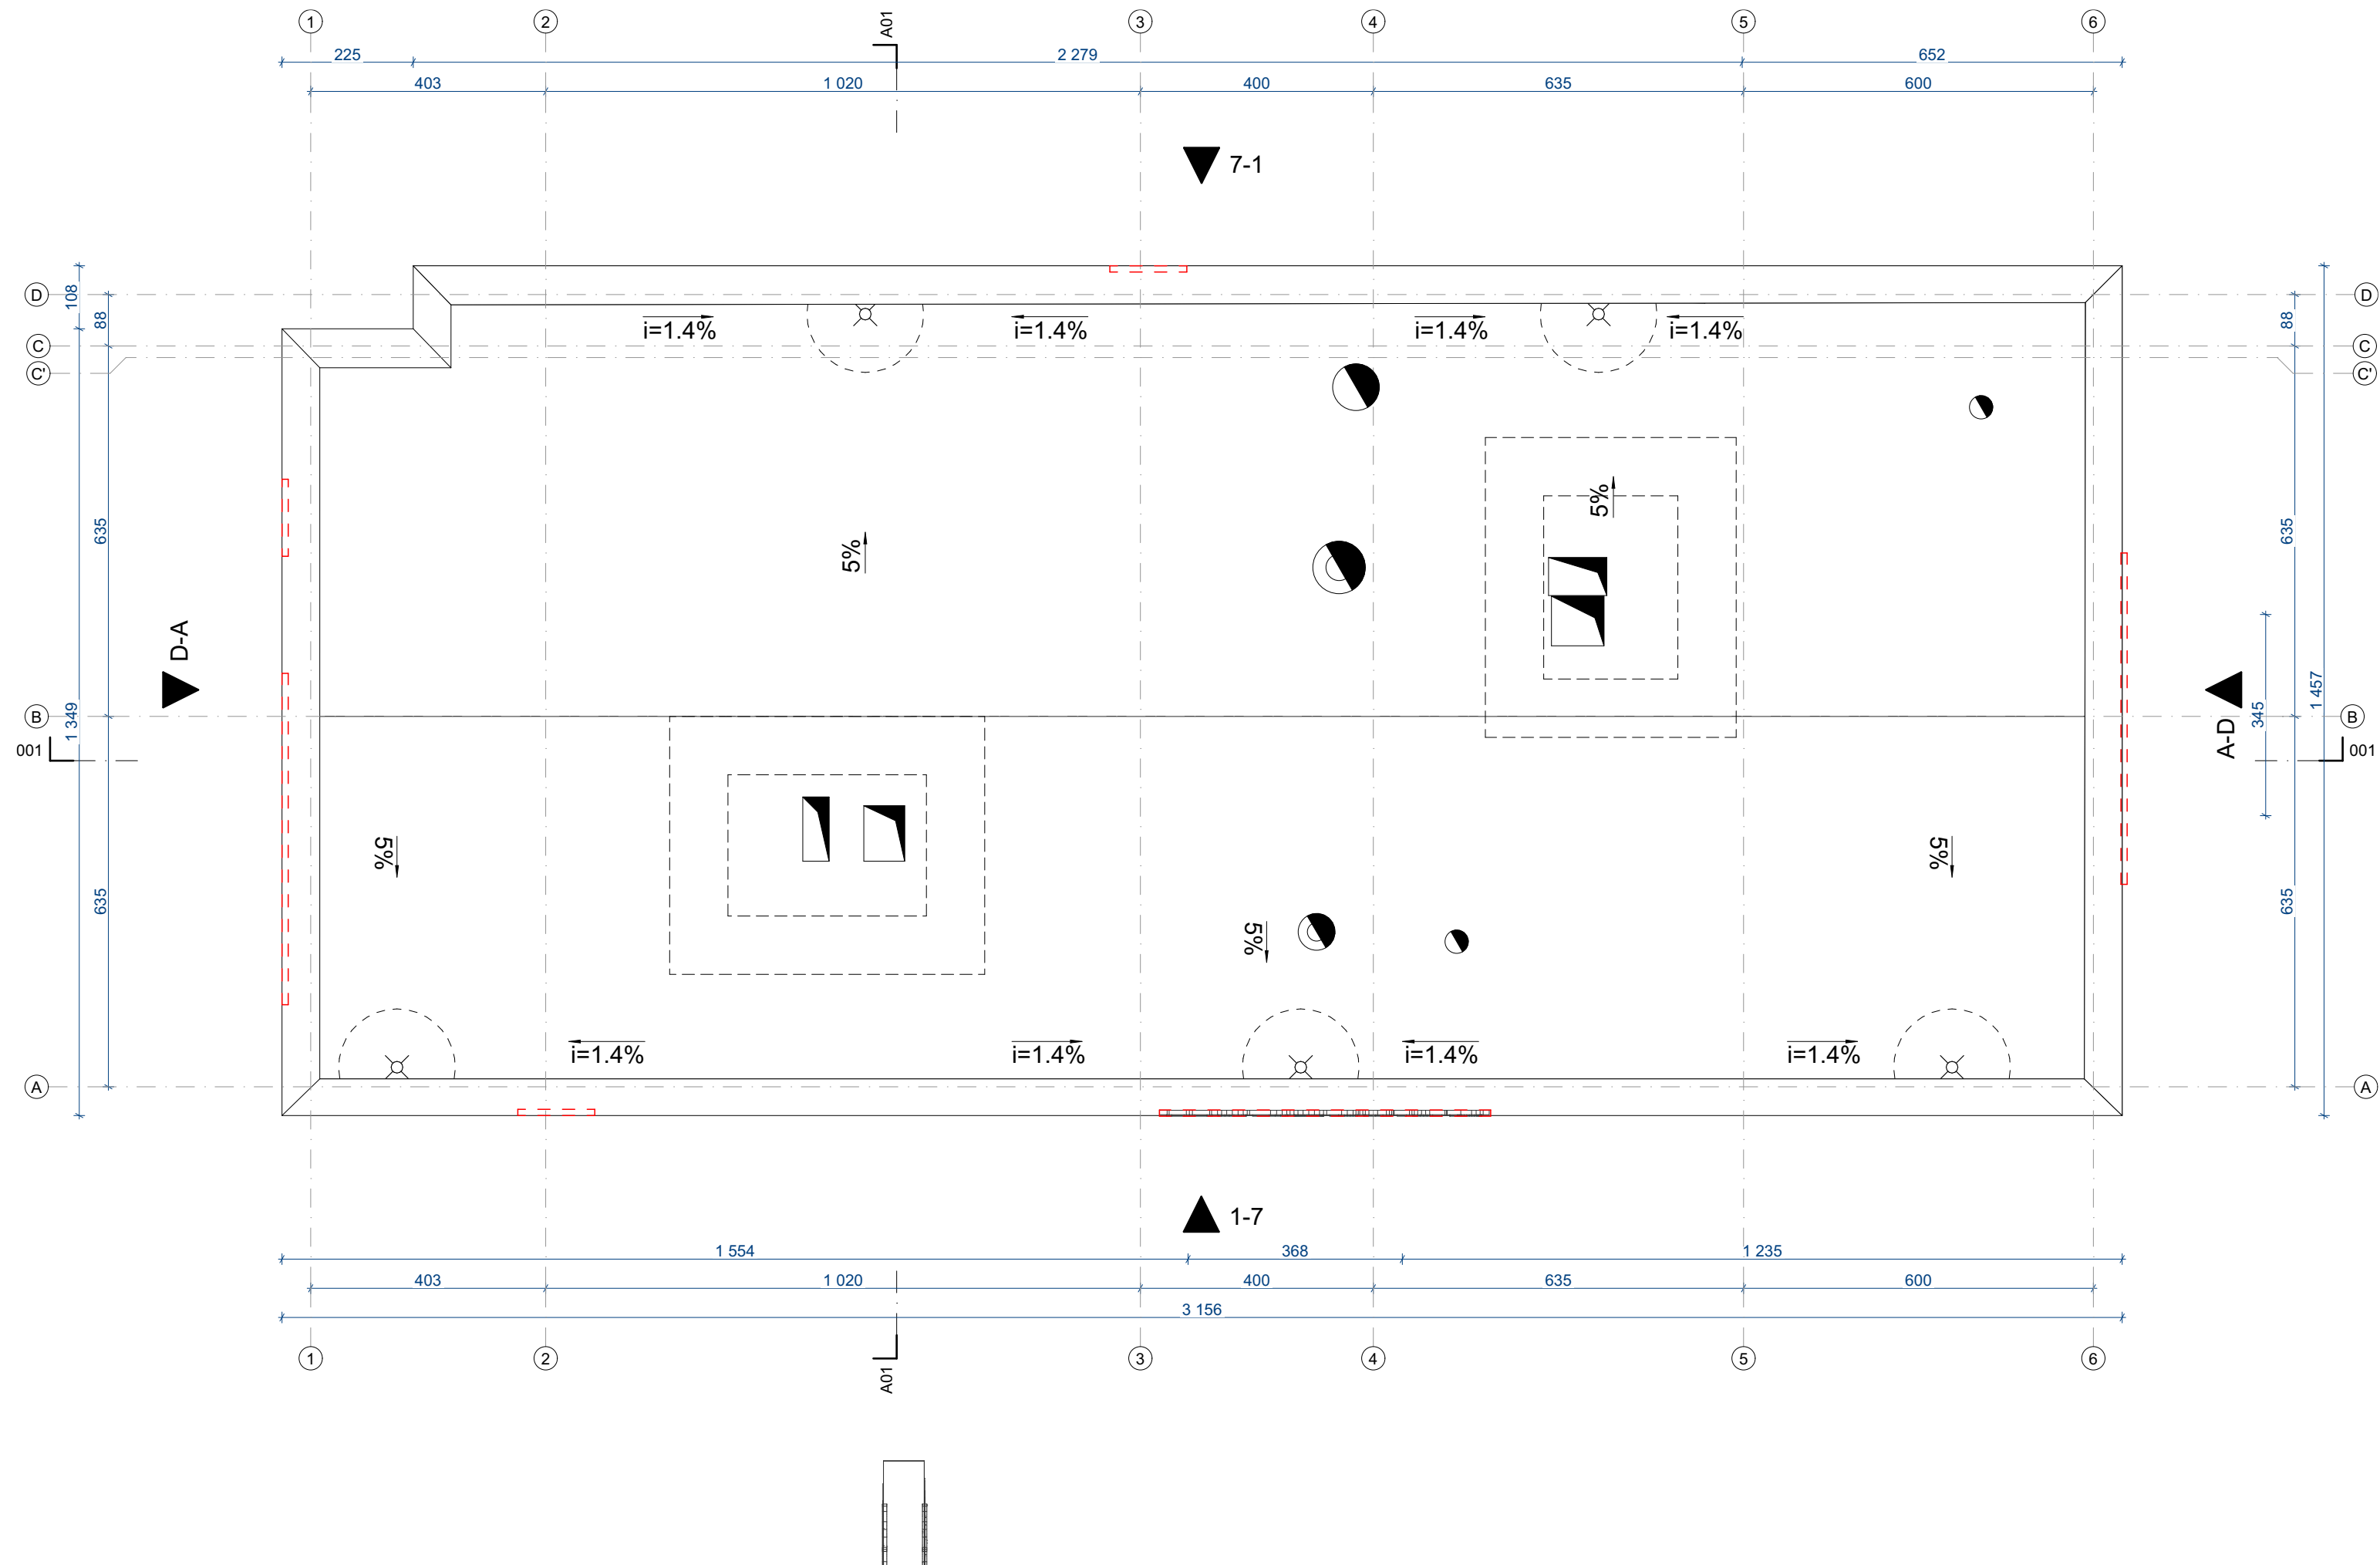 1 2 A01 3 4 5 6
225 2 279 652
403 1 020 400 635 600
7-1
D 108 88 D
i=1.4% i=1.4% i=1.4% i=1.4% 88
C C
C' C'
5%
635 5% 635
D-A
1 349 1 457
B 345 B
001 A-D 001
5% 5%
635 635
5%
i=1.4% i=1.4% i=1.4% i=1.4%
A A
1-7
1 554 368 1 235
403 1 020 400 635 600
3 156
1 2 A01 3 4 5 6